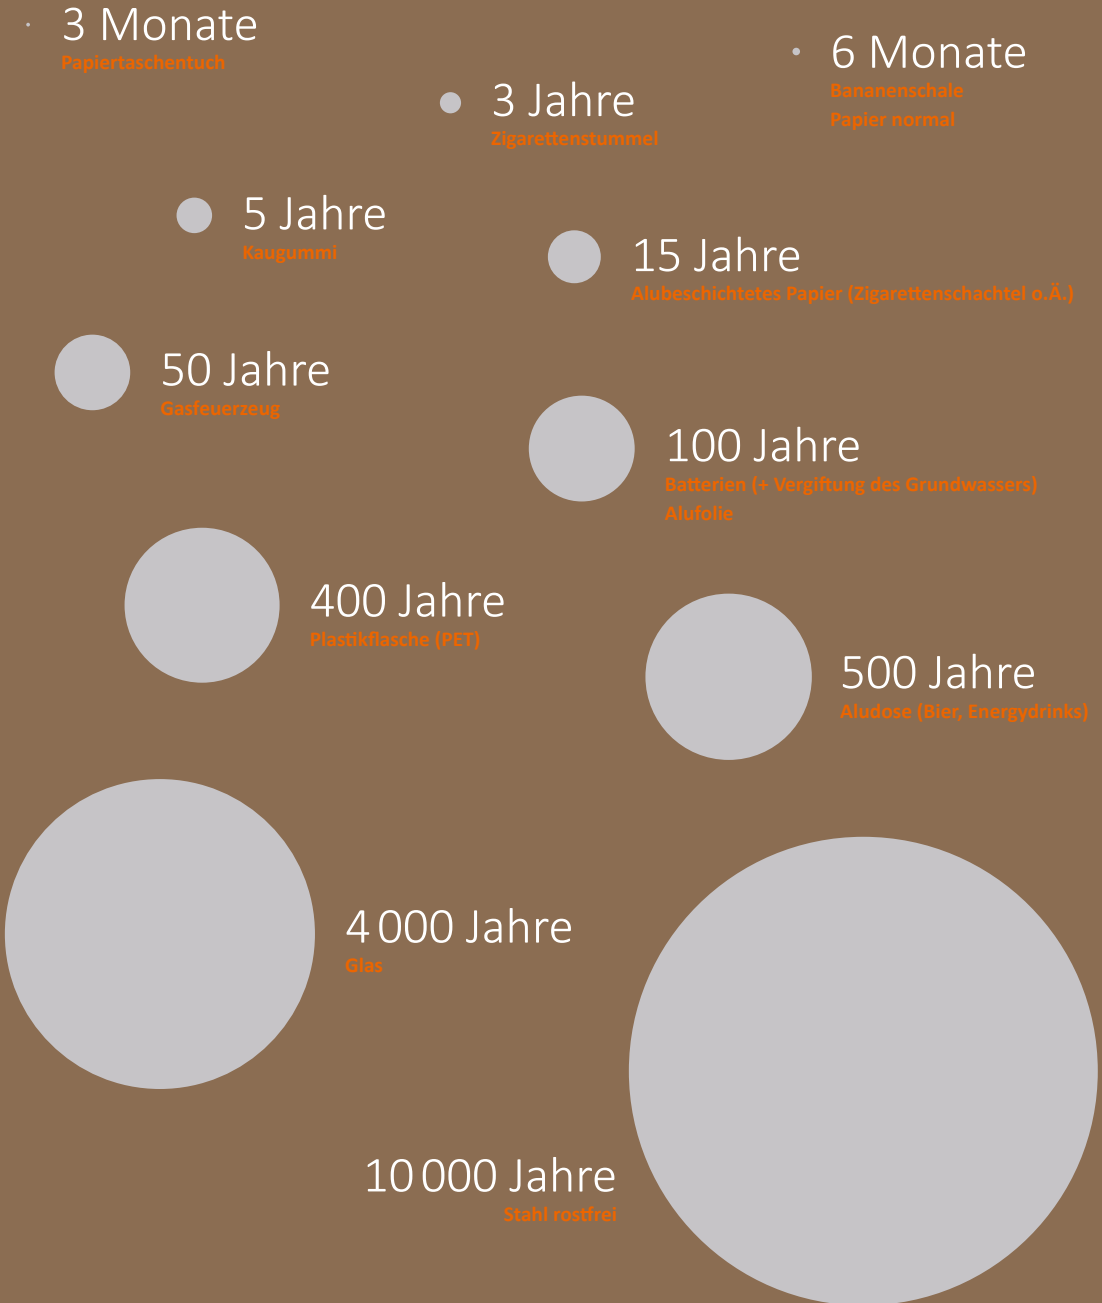 3 Monate
Papiertaschentuch
6 Monate
Bananenschale
Papier normal
3 Jahre
Zigarettenstummel
5 Jahre
Kaugummi
15 Jahre
Alubeschichtetes Papier (Zigarettenschachtel o.Ä.)
50 Jahre
Gasfeuerzeug
100 Jahre
Batterien (+ Vergiftung des Grundwassers)
Alufolie
400 Jahre
Plastikflasche (PET)
500 Jahre
Aludose (Bier, Energydrinks)
4 000 Jahre
Glas
10 000 Jahre
Stahl rostfrei